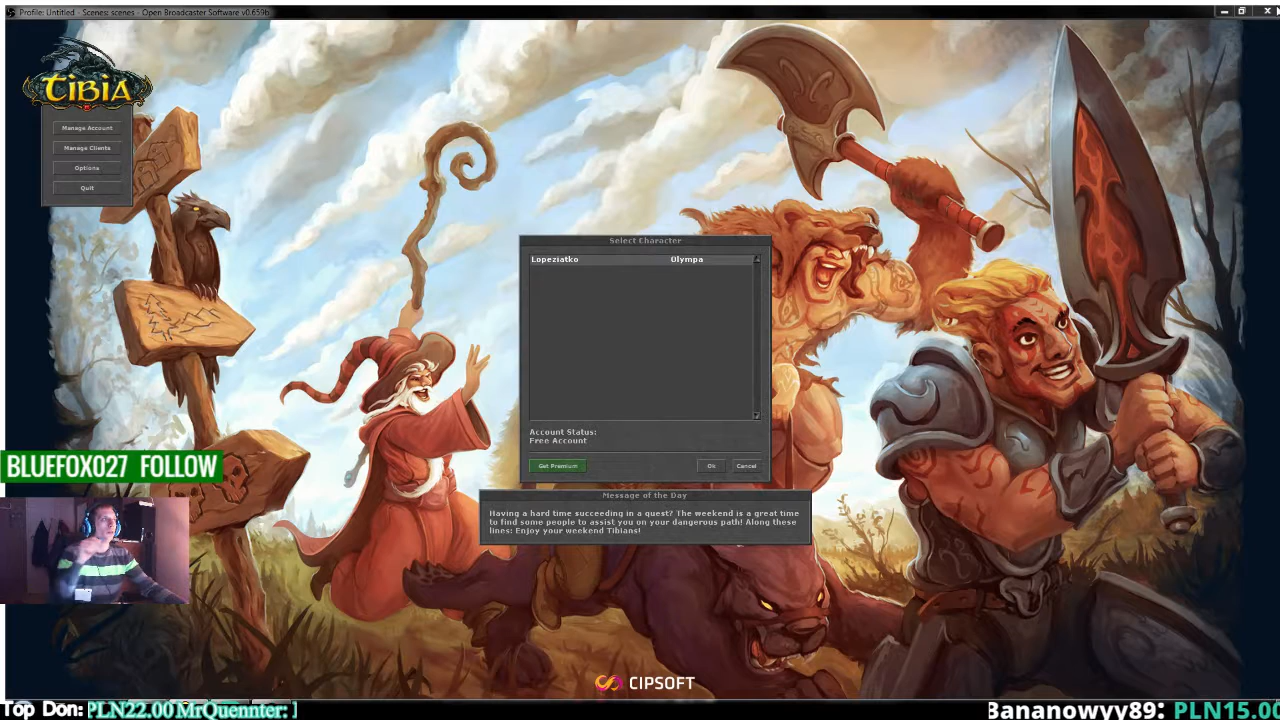 Profile: Untitled - Scenes: scenes - Open Broadcaster Software v0.659b
TIBIA
Manage Account
Manage Clients
Options
Quit
Select Character
Lopeziatko Olympa
Account Status:
Free Account
Get Premium Ok Cancel
Message of the Day
Having a hard time succeeding in a quest? The weekend is a great time
to find some people to assist you on your dangerous path! Along these
lines: Enjoy your weekend Tibians!
BLUEFOX027 FOLLOW
CIPSOFT
Top Don: PLN22.00 MrQuennter: ]
Bananowyy89: PLN15.00